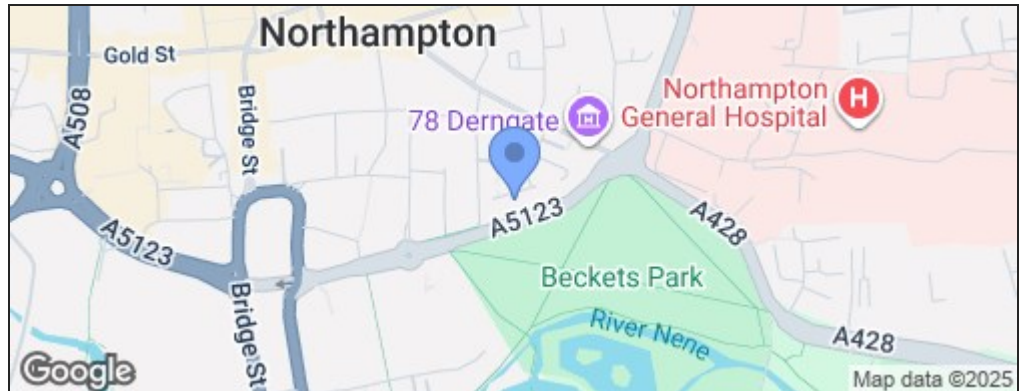 Northampton
Gold St
A508
Bridge St
78 Derngate
Northampton
General Hospital
H
A5123
A5123
A428
Bridge St
Beckets Park
River Nene
A428
Google
Map data ©2025